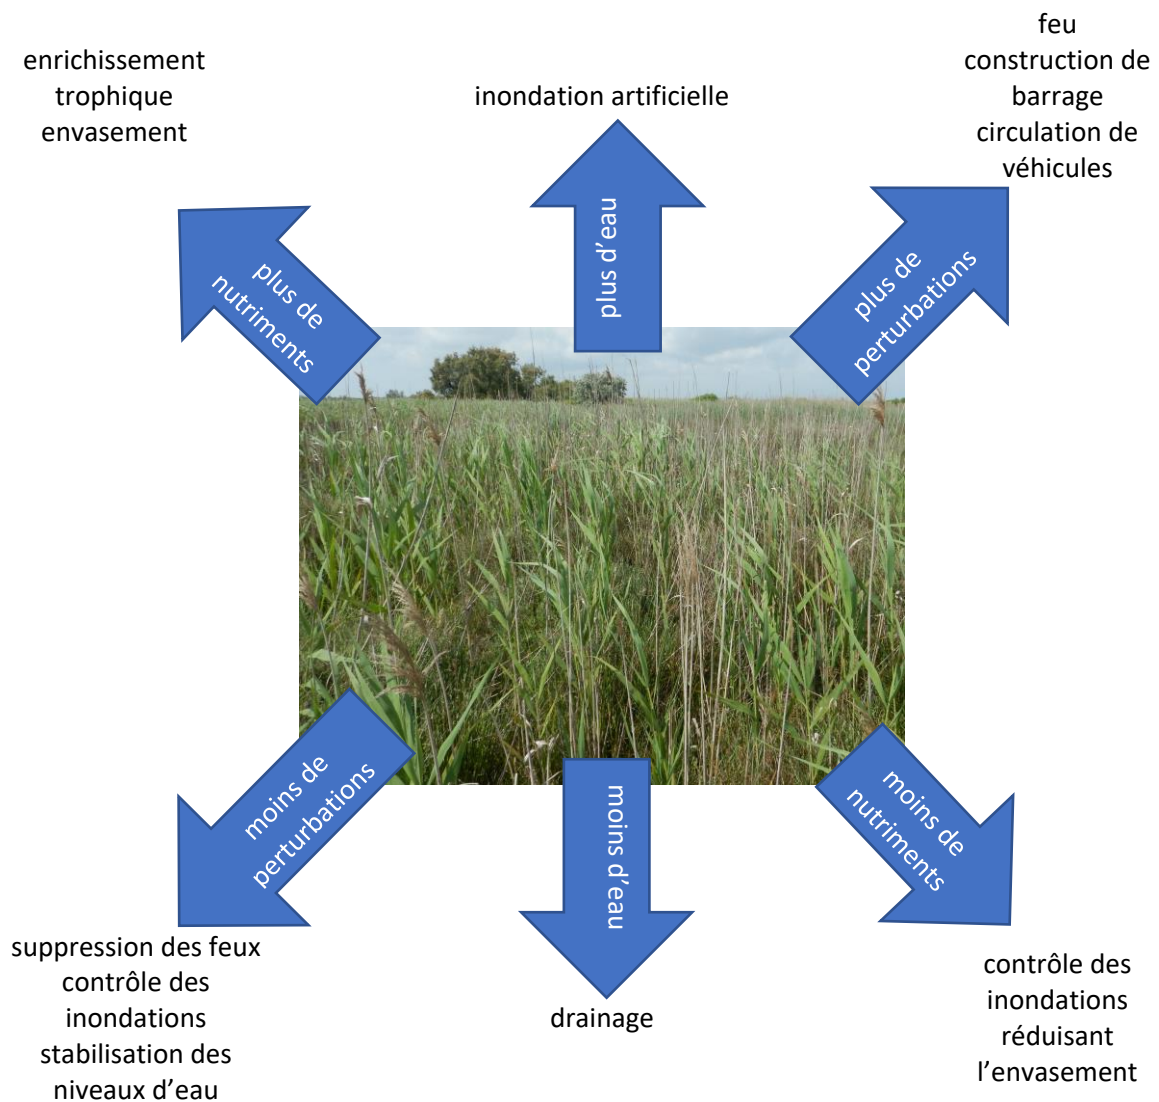 enrichissement
trophique
envasement
inondation artificielle
feu
construction de
barrage
circulation de
véhicules
plus de
nutriments
plus d’eau
plus de
perturbations
moins de
perturbations
moins d’eau
moins de
nutriments
suppression des feux
contrôle des
inondations
stabilisation des
niveaux d’eau
drainage
contrôle des
inondations
réduisant
l’envasement